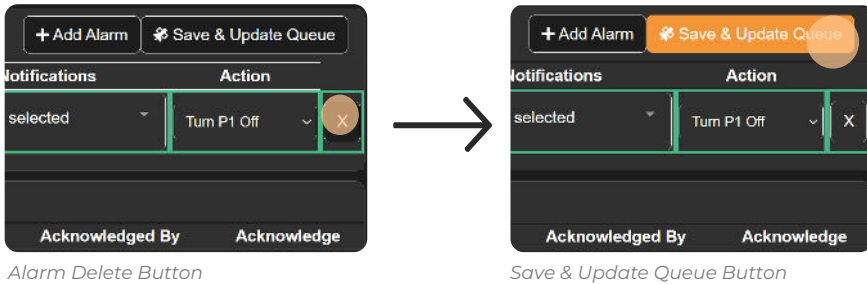 + Add Alarm Save & Update Queue
Notifications Action
selected Turn P1 Off X
Acknowledged By Acknowledge
Alarm Delete Button
+ Add Alarm Save & Update Queue
Notifications Action
selected Turn P1 Off X
Acknowledged By Acknowledge
Save & Update Queue Button